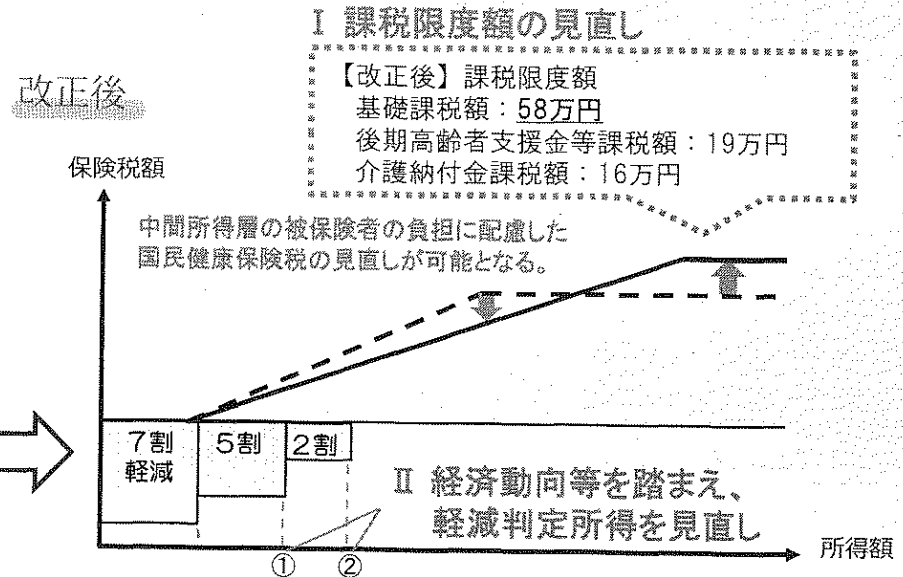 Ⅰ 課税限度額の見直し
改正後
【改正後】課税限度額
基礎課税額：58万円
後期高齢者支援金等課税額：19万円
介護納付金課税額：16万円
保険税額
中間所得層の被保険者の負担に配慮した
国民健康保険税の見直しが可能となる。
7割
軽減
5割
2割
Ⅱ 経済動向等を踏まえ、
軽減判定所得を見直し
所得額
① ②